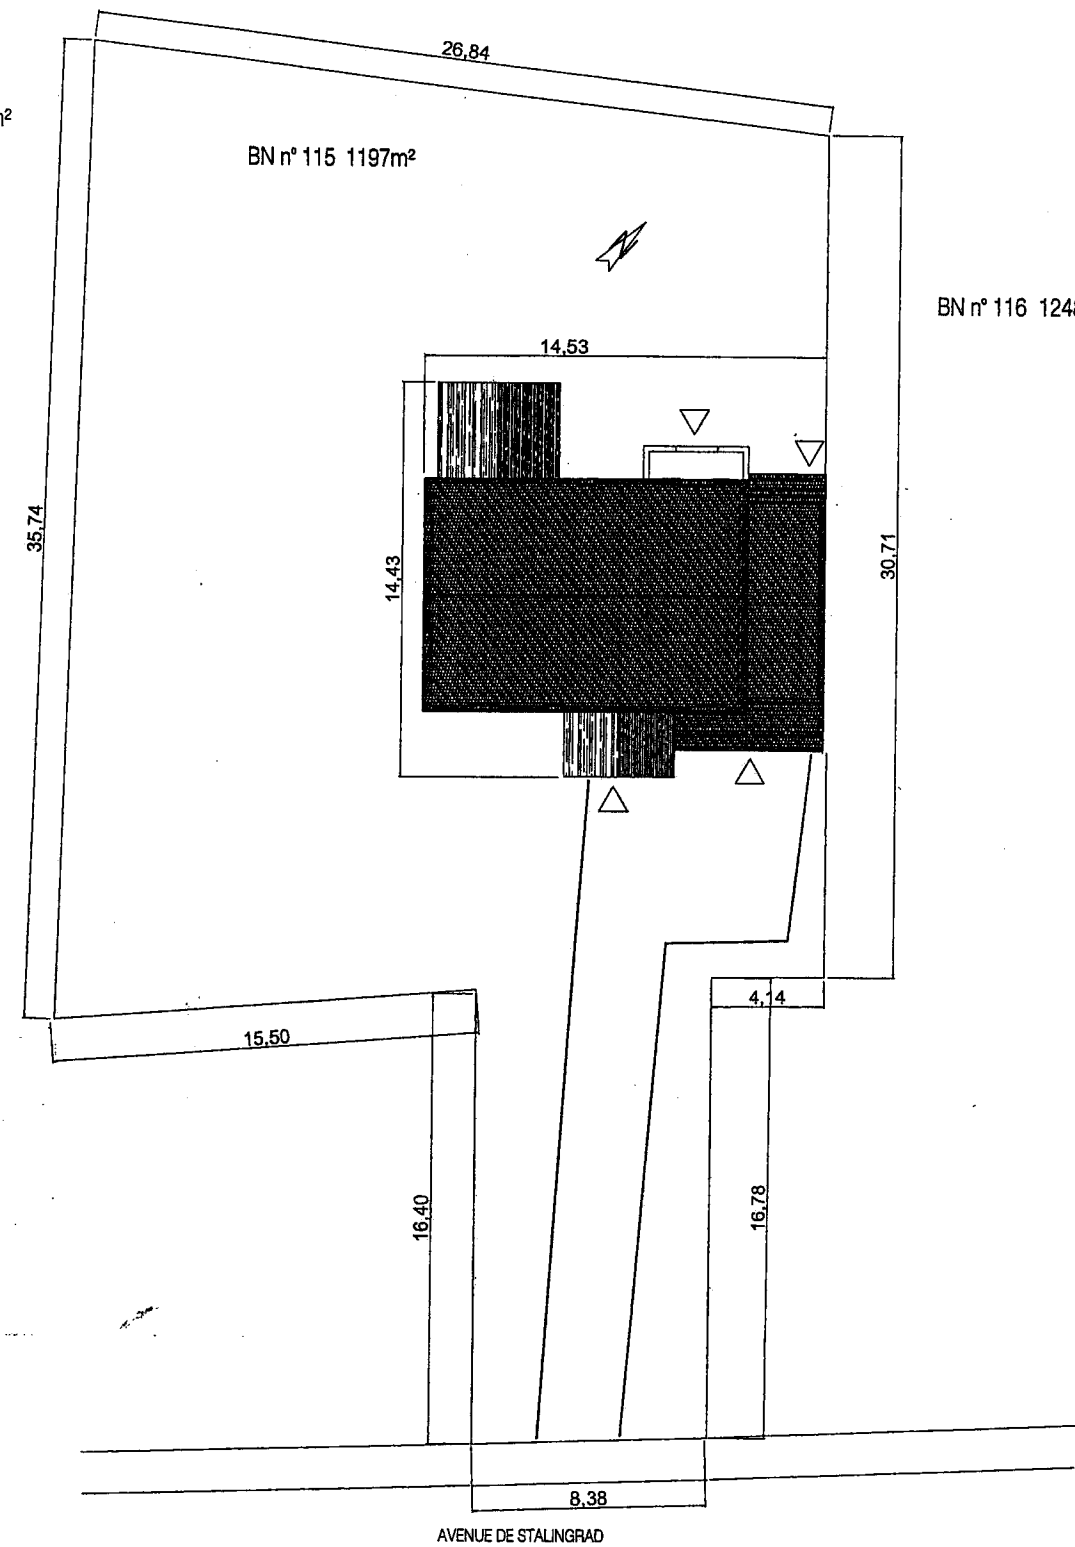 26,84
m²
BN n° 115 1197m²
BN n° 116
14,53
35,74
14,43
30,71
4,14
15,50
16,40
16,78
8,38
AVENUE DE STALINGRAD